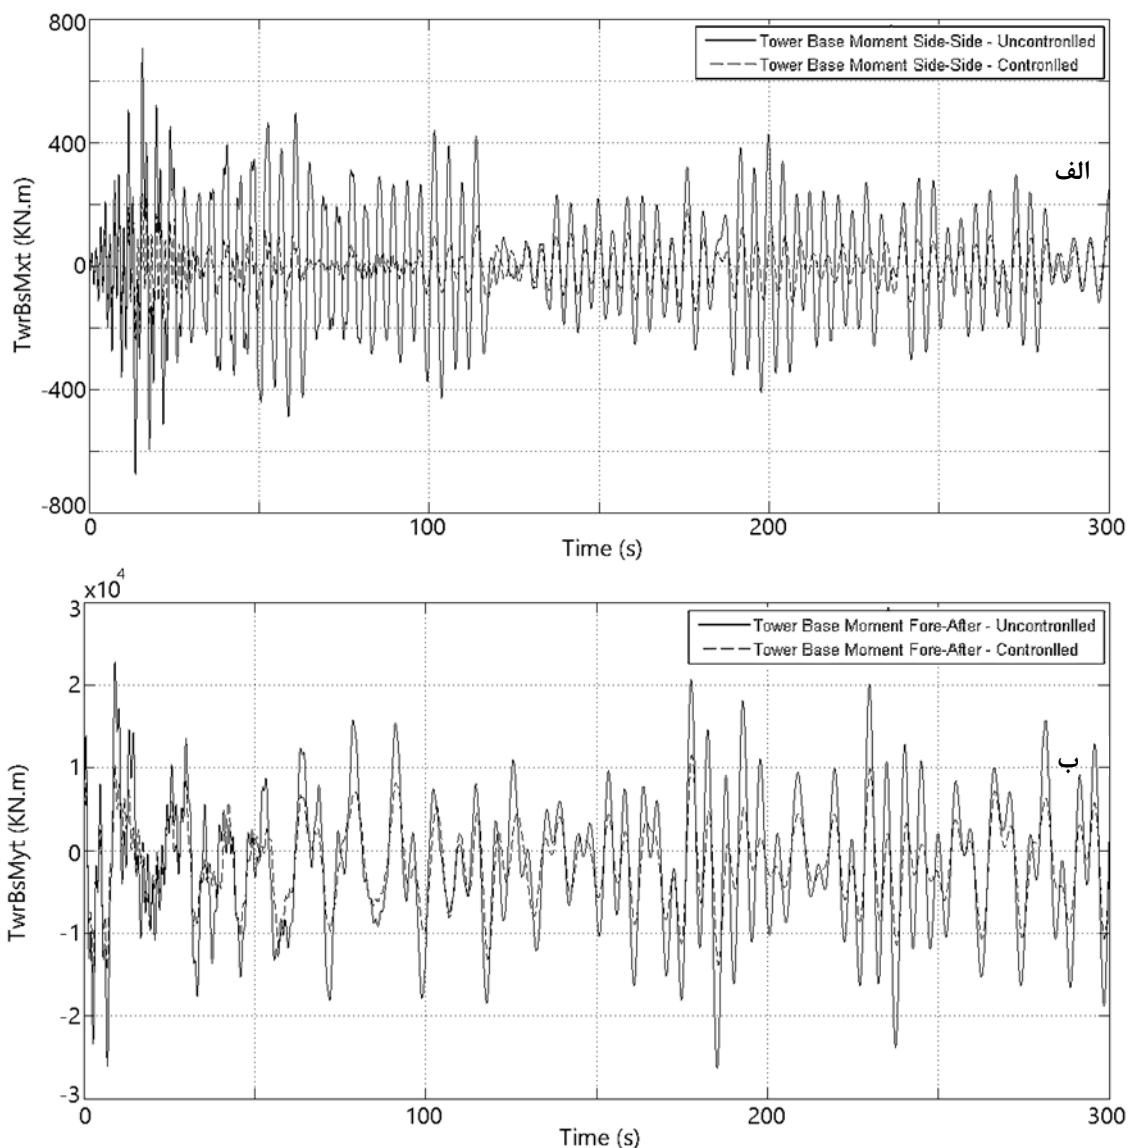 800
400
0
-400
-800
TwrBsMxt (KN.m)
Tower Base Moment Side-Side - Uncontronlled
Tower Base Moment Side-Side - Contronlled
الف
0
100
200
300
Time (s)
x10⁴
3
2
1
0
-1
-2
-3
TwrBsMyt (KN.m)
Tower Base Moment Fore-After - Uncontronlled
Tower Base Moment Fore-After - Contronlled
ب
0
100
200
300
Time (s)